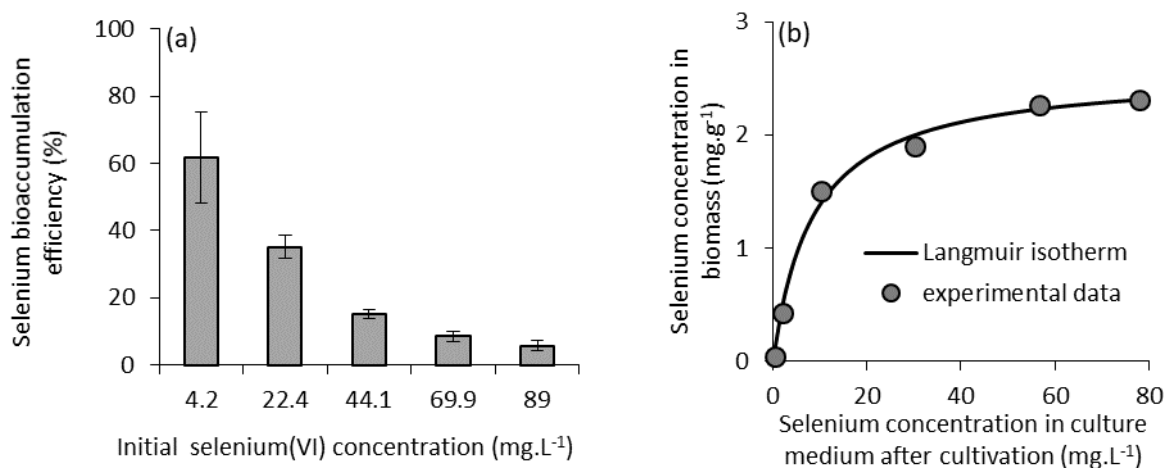 (a)
Selenium bioaccumulation
efficiency (%)
100
80
60
40
20
0
4.2 22.4 44.1 69.9 89
Initial selenium(VI) concentration (mg.L-1)
(b)
Selenium concentration in
biomass (mg.g-1)
3
2
1
0
Langmuir isotherm
experimental data
0 20 40 60 80
Selenium concentration in culture
medium after cultivation (mg.L-1)